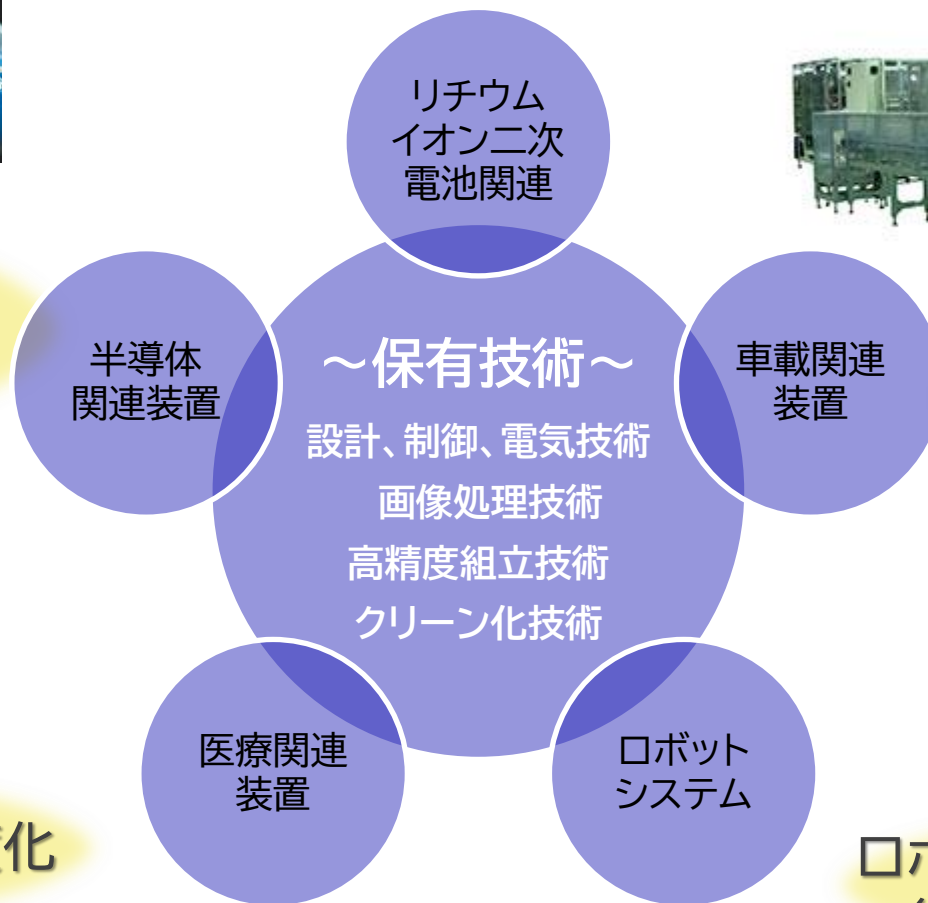 リチウム
イオン二次
電池関連
半導体
関連装置
～保有技術～
設計、制御、電気技術
画像処理技術
高精度組立技術
クリーン化技術
車載関連
装置
医療関連
装置
ロボット
システム
化
ロボ